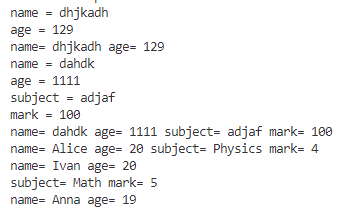 name = dhjkadh
age = 129
name= dhjkadh age= 129
name = dahdk
age = 1111
subject = adjaf
mark = 100
name= dahdk age= 1111 subject= adjaf mark= 100
name= Alice age= 20 subject= Physics mark= 4
name= Ivan age= 20
subject= Math mark= 5
name= Anna age= 19